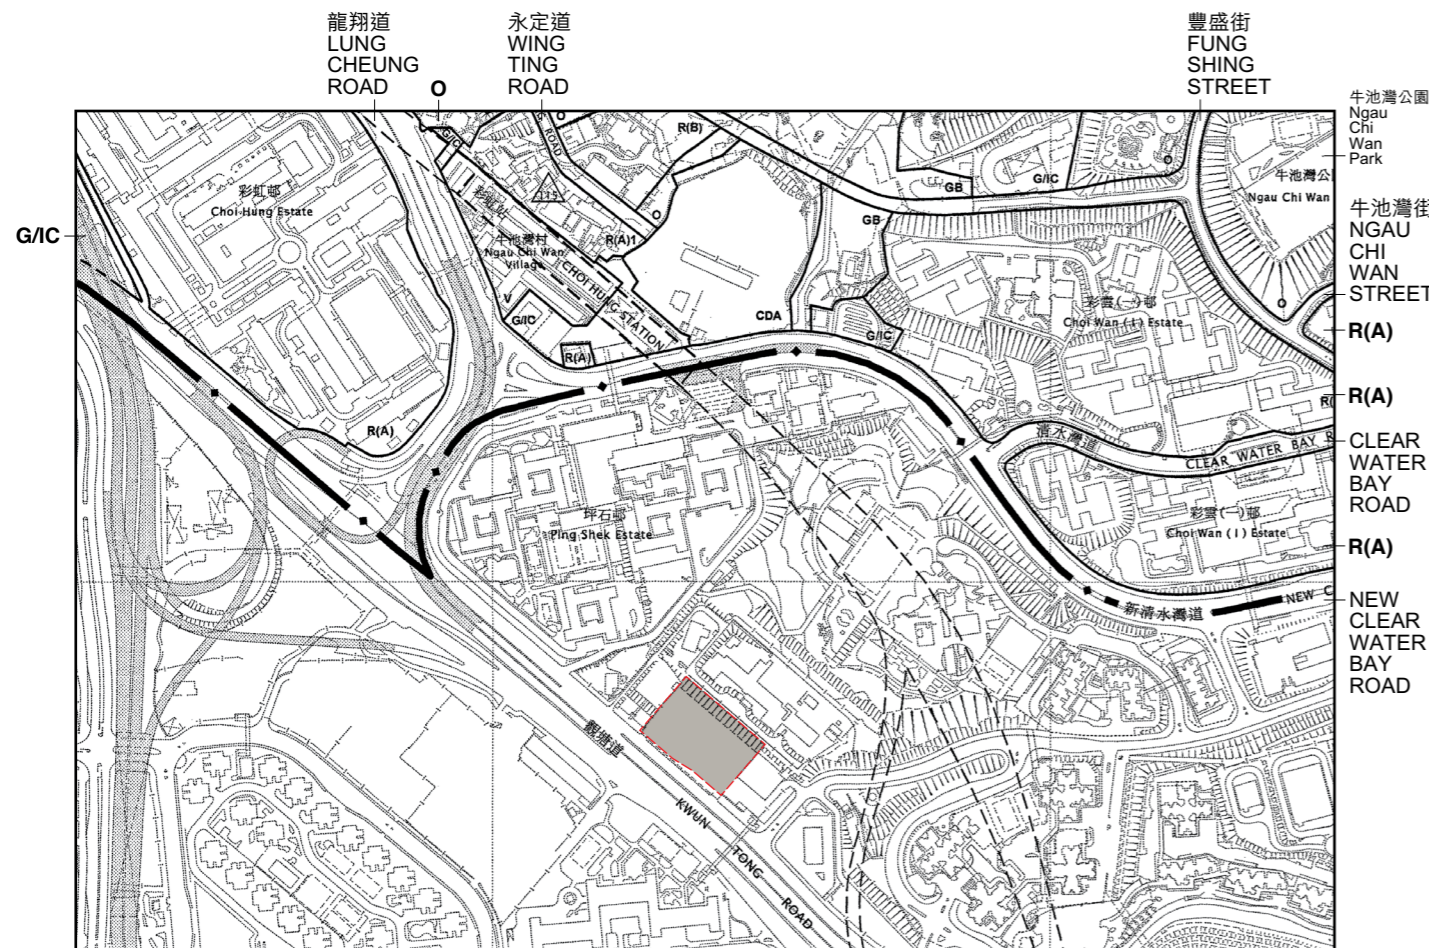 龍翔道
LUNG
CHEUNG
ROAD
O
永定道
WING
TING
ROAD
豐盛街
FUNG
SHING
STREET
牛池灣公園
Ngau
Chi
Wan
Park
牛池灣街
NGAU
CHI
WAN
STREET
R(A)
R(A)
CLEAR
WATER
BAY
ROAD
R(A)
NEW
CLEAR
WATER
BAY
ROAD
G/IC
彩虹邨
Choi Hung Estate
R(A)
G/IC
ROAD
O
R(B)
115
O
R(A)1
牛池灣村
Ngau Chi Wan
Village
CHOI HUNG STATION
V
G/IC
R(A)
CDA
GB
GB
G/IC
O
G/IC
牛池灣公
Ngau Chi Wan
O
彩雲(一)邨
Choi Wan (I) Estate
清水灣道
CLEAR WATER BAY R
彩雲(一)邨
Choi Wan (I) Estate
新清水灣道
NEW C
坪石邨
Ping Shek Estate
觀塘道
KWUN
TONG
ROAD